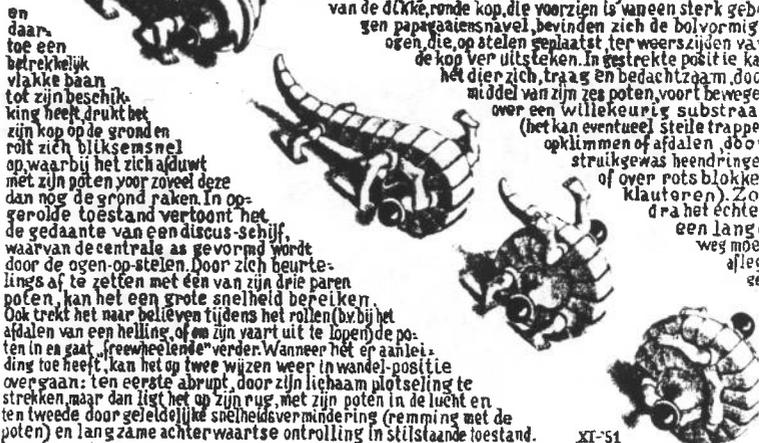 en
daar-
toe een
betrekkelijk
vlakke baan
tot zijn beschik-
king heeft, drukt het
zijn kop op de grond en
rolt zich bliksemsnel
op, waarbij het zich afduwt
met zijn poten voor zoveel deze
dan nog de grond raken. In op-
gerolde toestand vertoont het
de gedaante van een discus-schijf,
waarvan de centrale as gevormd wordt
door de ogen-op-stelen. Door zich beurte-
lings af te zetten met één van zijn drie paren
poten, kan het een grote snelheid bereiken.
Ook trekt het naar believen tijdens het rollen (b.v. bij het
afdalen van een helling, of om zijn vaart uit te lopen) de po-
ten in en gaat „freewheelende" verder. Wanneer het er aanlei-
ding toe heeft, kan het op twee wijzen weer in wandel-positie
overgaan: ten eerste abrupt, door zijn lichaam plotseling te
strekken, maar dan ligt het op zijn rug, met zijn poten in de lucht en
ten tweede door geleidelijke snelheidsvermindering (remming met de
poten) en langzame achterwaartse ontrolling in stilstaande toestand.
van de dikke, ronde kop, die voorzien is van een sterk geb
gen papagaaiensnavel, bevinden zich de bolvormig
ogen, die, op stelen geplaatst, ter weerszijden va
de kop ver uitsteken. In gestrekte positie ka
het dier zich, traag en bedachtzaam, doo
middel van zijn zes poten, voort bewege
over een willekeurig substraa
(het kan eventueel steile trappe
opklimmen of afdalen, doo
struikgewas heendringe
of over rotsblokke
klauteren). Zo
dra het echte
een lang
weg moe
afleg
ge
XI-'51